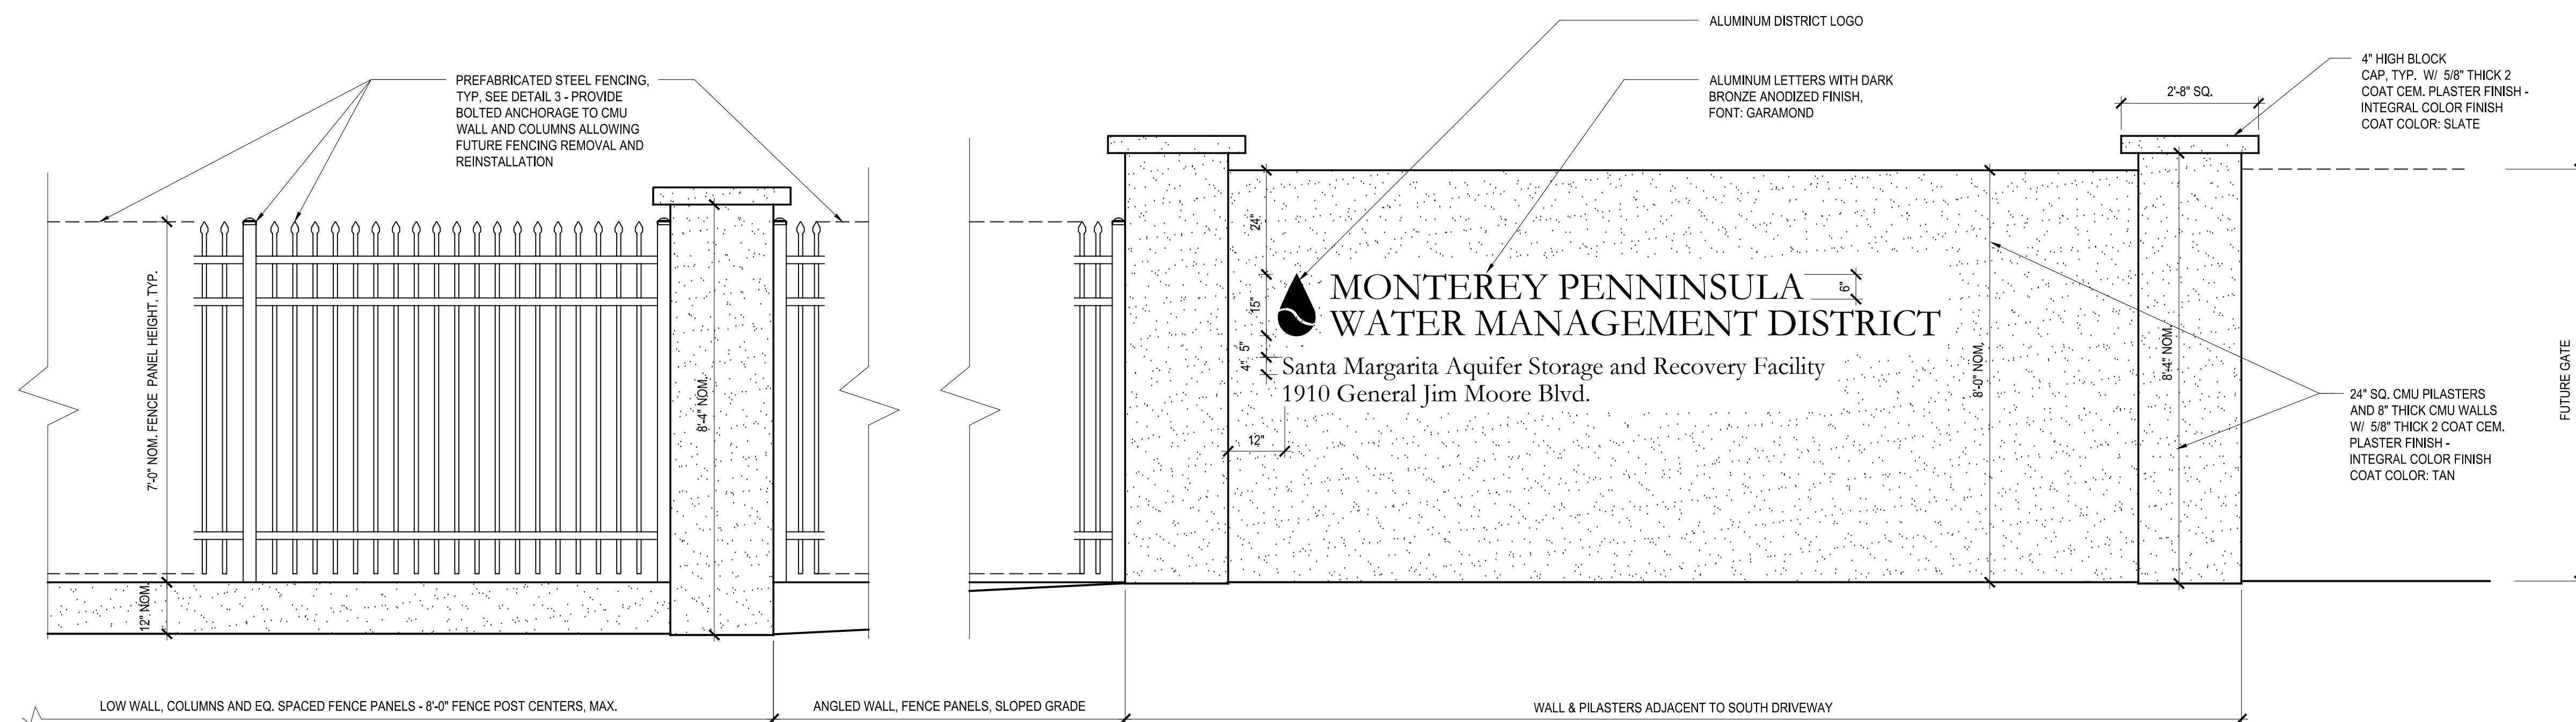 ALUMINUM DISTRICT LOGO
4" HIGH BLOCK
CAP, TYP. W/ 5/8" THICK 2
COAT CEM. PLASTER FINISH -
INTEGRAL COLOR FINISH
COAT COLOR: SLATE
PREFABRICATED STEEL FENCING,
TYP, SEE DETAIL 3 - PROVIDE
BOLTED ANCHORAGE TO CMU
WALL AND COLUMNS ALLOWING
FUTURE FENCING REMOVAL AND
REINSTALLATION
ALUMINUM LETTERS WITH DARK
BRONZE ANODIZED FINISH,
FONT: GARAMOND
2'-8" SQ.
7'-0" NOM. FENCE PANEL HEIGHT, TYP.
12" NOM.
8'-4" NOM.
24"
15"
5"
4"
12"
MONTEREY PENNINSULA
WATER MANAGEMENT DISTRICT
6"
Santa Margarita Aquifer Storage and Recovery Facility
1910 General Jim Moore Blvd.
8'-0" NOM.
8'-4" NOM.
24" SQ. CMU PILASTERS
AND 8" THICK CMU WALLS
W/ 5/8" THICK 2 COAT CEM.
PLASTER FINISH -
INTEGRAL COLOR FINISH
COAT COLOR: TAN
FUTURE GATE
LOW WALL, COLUMNS AND EQ. SPACED FENCE PANELS - 8'-0" FENCE POST CENTERS, MAX.
ANGLED WALL, FENCE PANELS, SLOPED GRADE
WALL & PILASTERS ADJACENT TO SOUTH DRIVEWAY